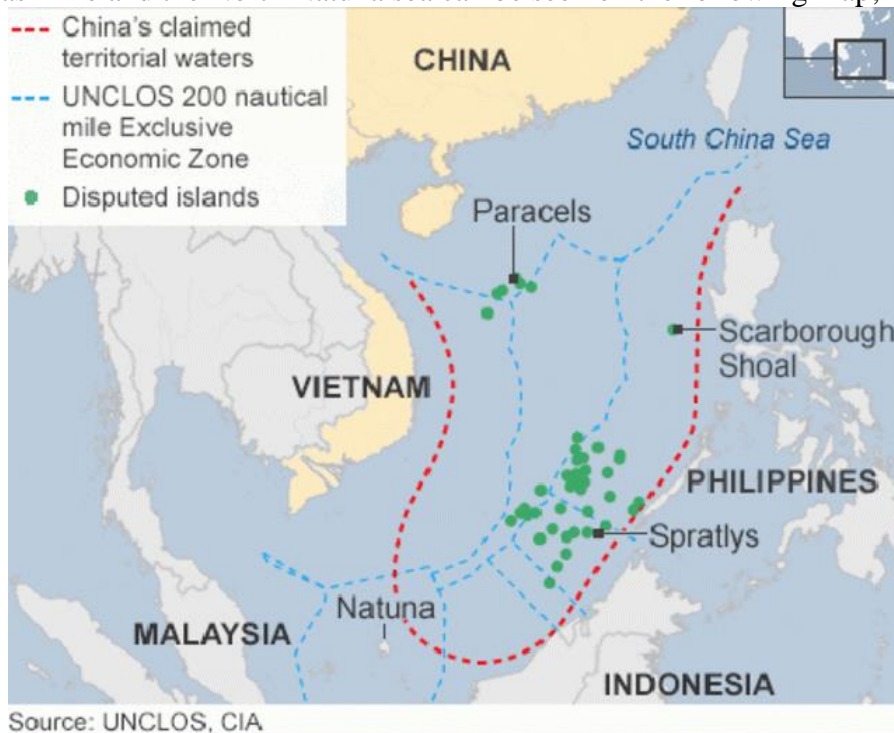 China's claimed
territorial waters
UNCLOS 200 nautical
mile Exclusive
Economic Zone
Disputed islands
CHINA
South China Sea
Paracels
Scarborough
Shoal
VIETNAM
PHILIPPINES
Spratlys
Natuna
MALAYSIA
INDONESIA
Source: UNCLOS, CIA